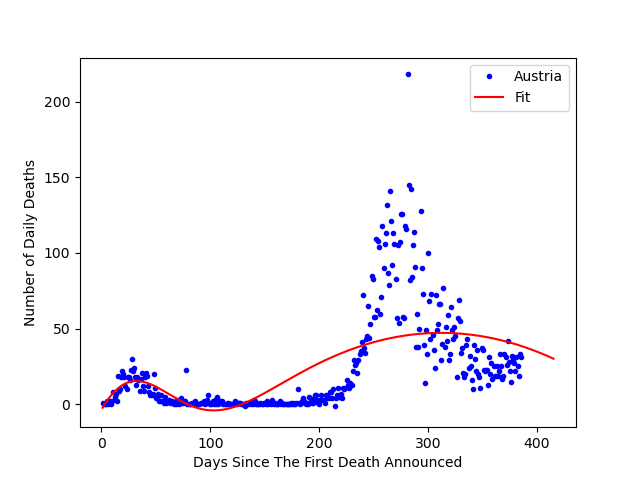 Austria
Fit
200
150
100
50
0
Number of Daily Deaths
0 100 200 300 400
Days Since The First Death Announced